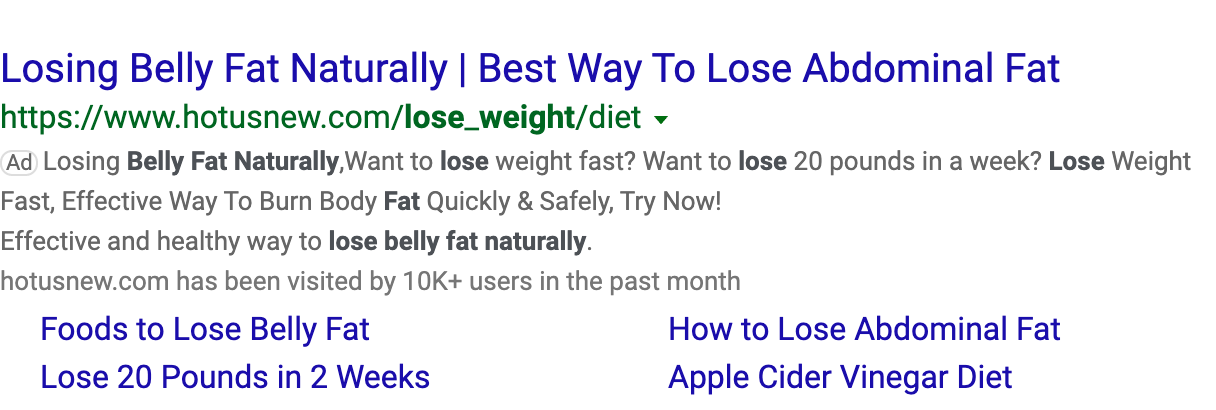 Losing Belly Fat Naturally | Best Way To Lose Abdominal Fat
https://www.hotusnew.com/lose_weight/diet
Ad Losing Belly Fat Naturally,Want to lose weight fast? Want to lose 20 pounds in a week? Lose Weight
Fast, Effective Way To Burn Body Fat Quickly & Safely, Try Now!
Effective and healthy way to lose belly fat naturally.
hotusnew.com has been visited by 10K+ users in the past month
Foods to Lose Belly Fat
How to Lose Abdominal Fat
Lose 20 Pounds in 2 Weeks
Apple Cider Vinegar Diet